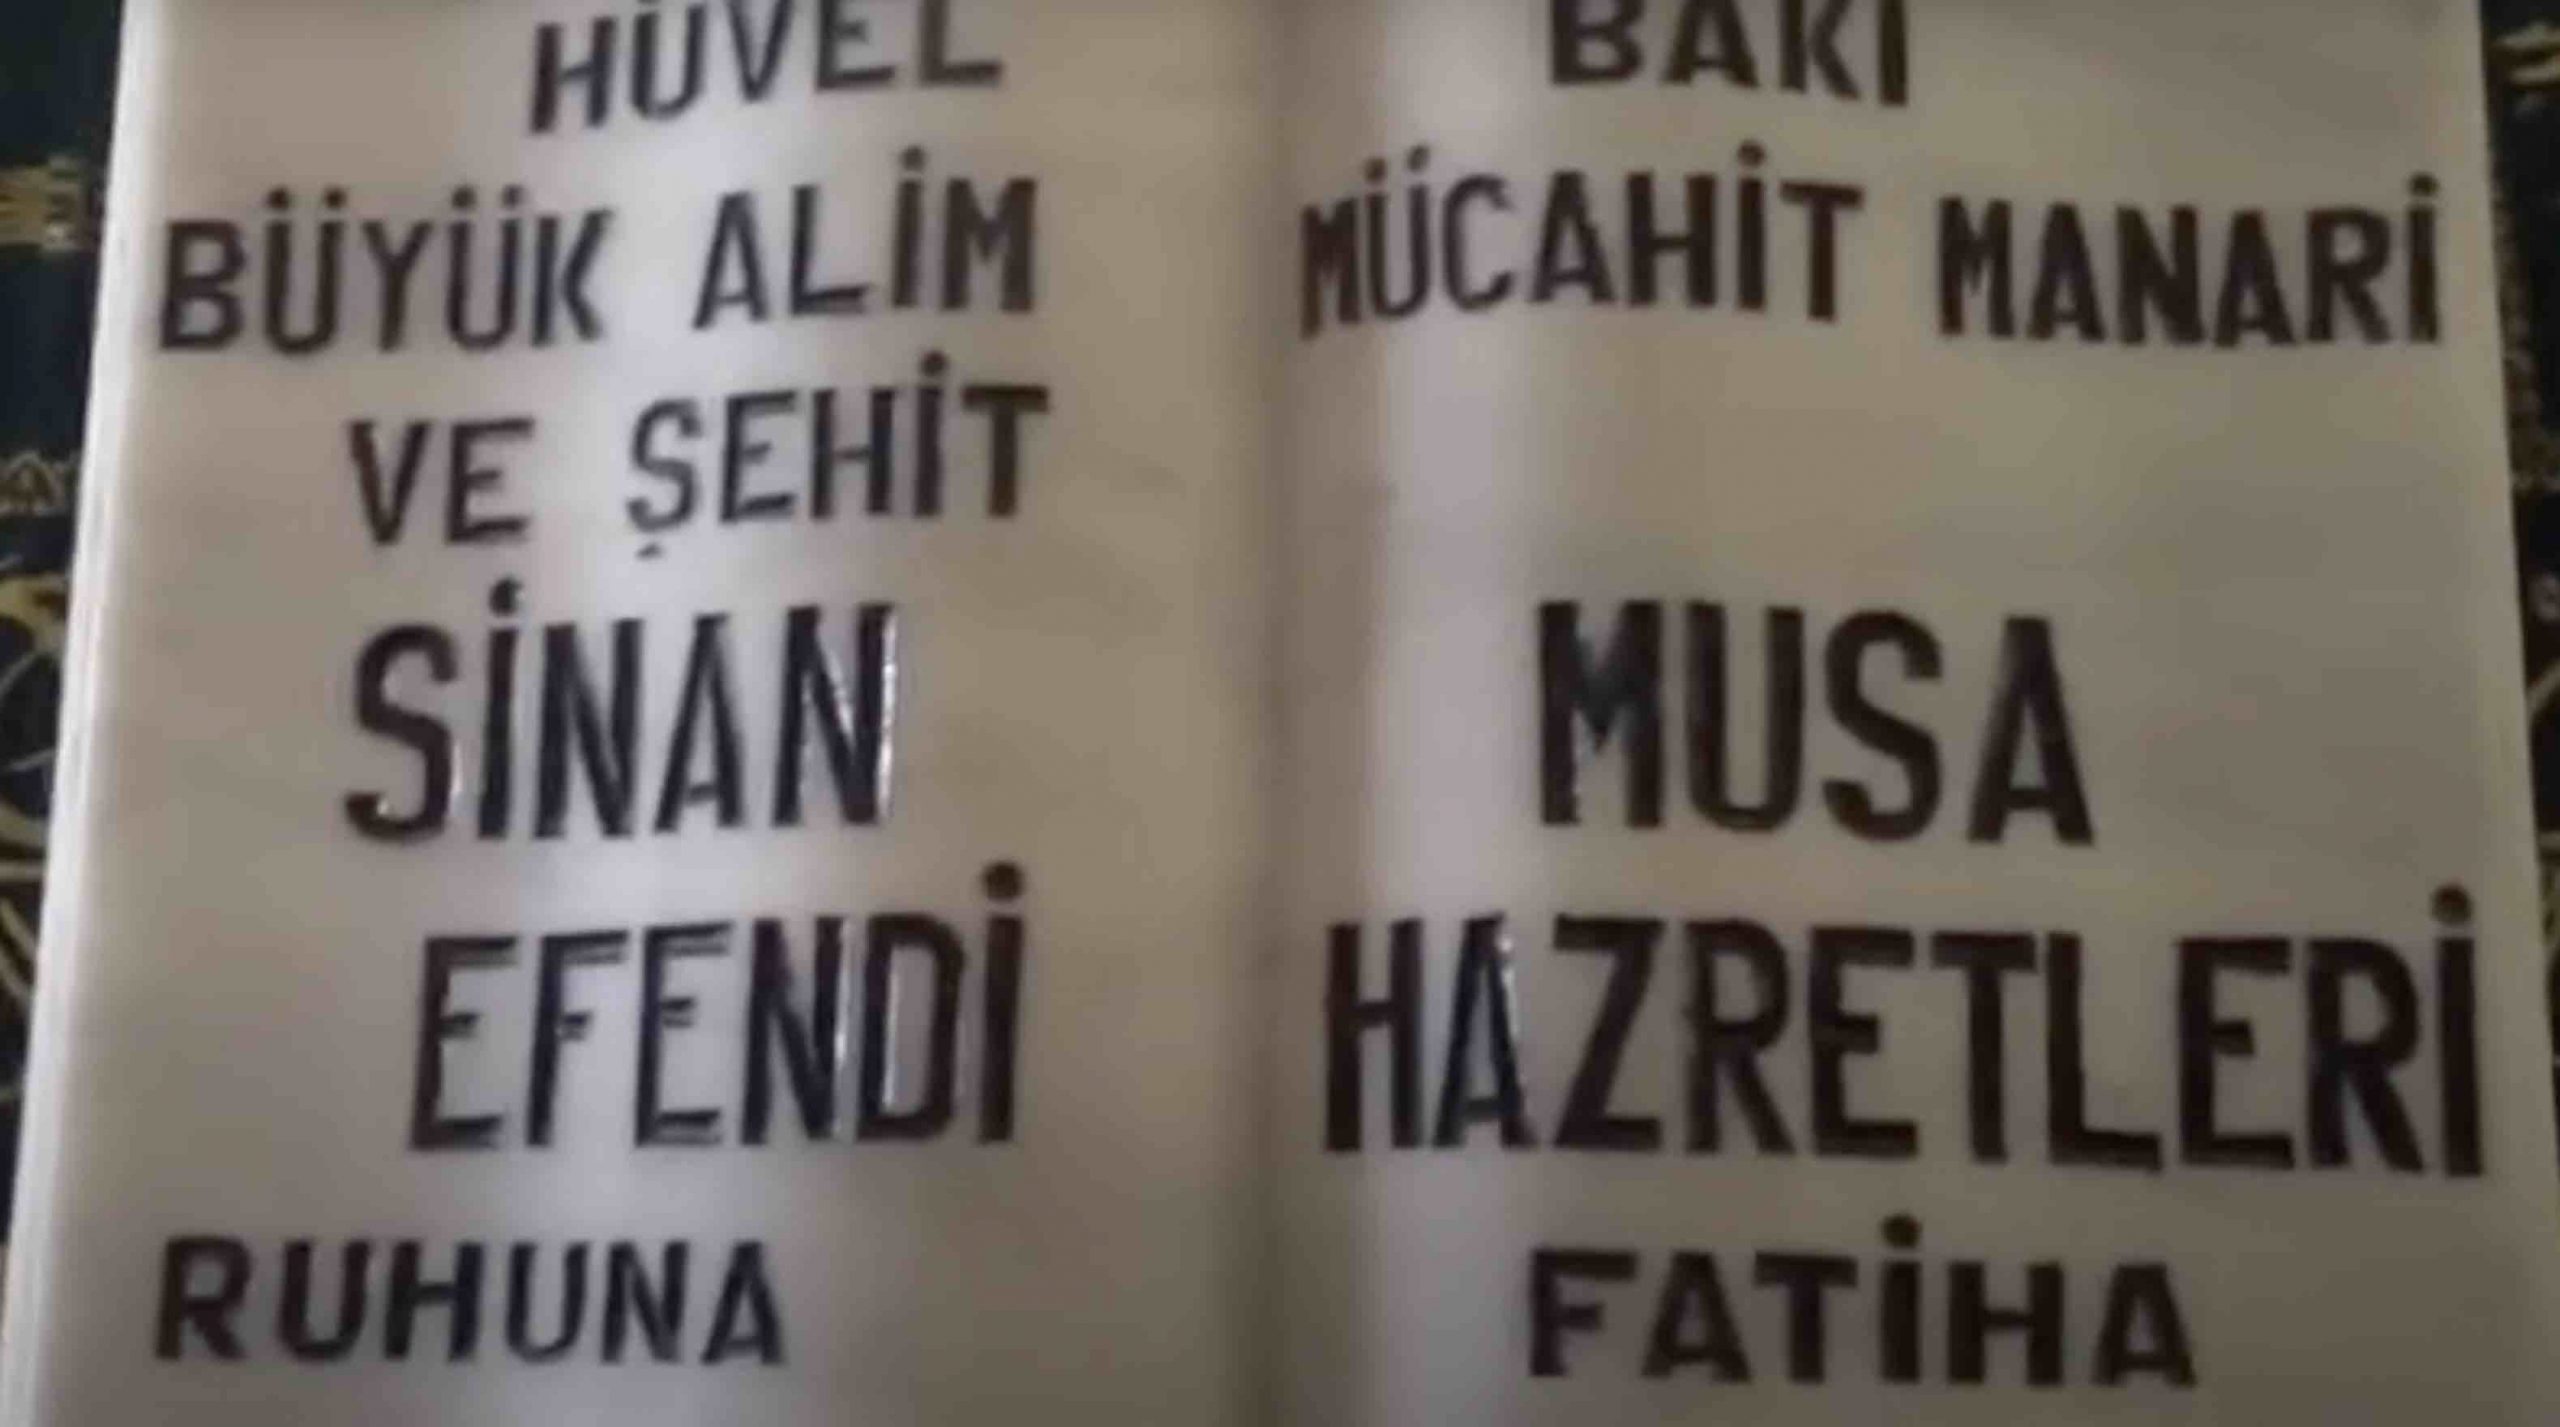 HÜVEL BAKİ
BÜYÜK ALİM MÜCAHİT MANARİ
VE ŞEHİT
SİNAN MUSA
EFENDİ HAZRETLERİ
RUHUNA FATİHA